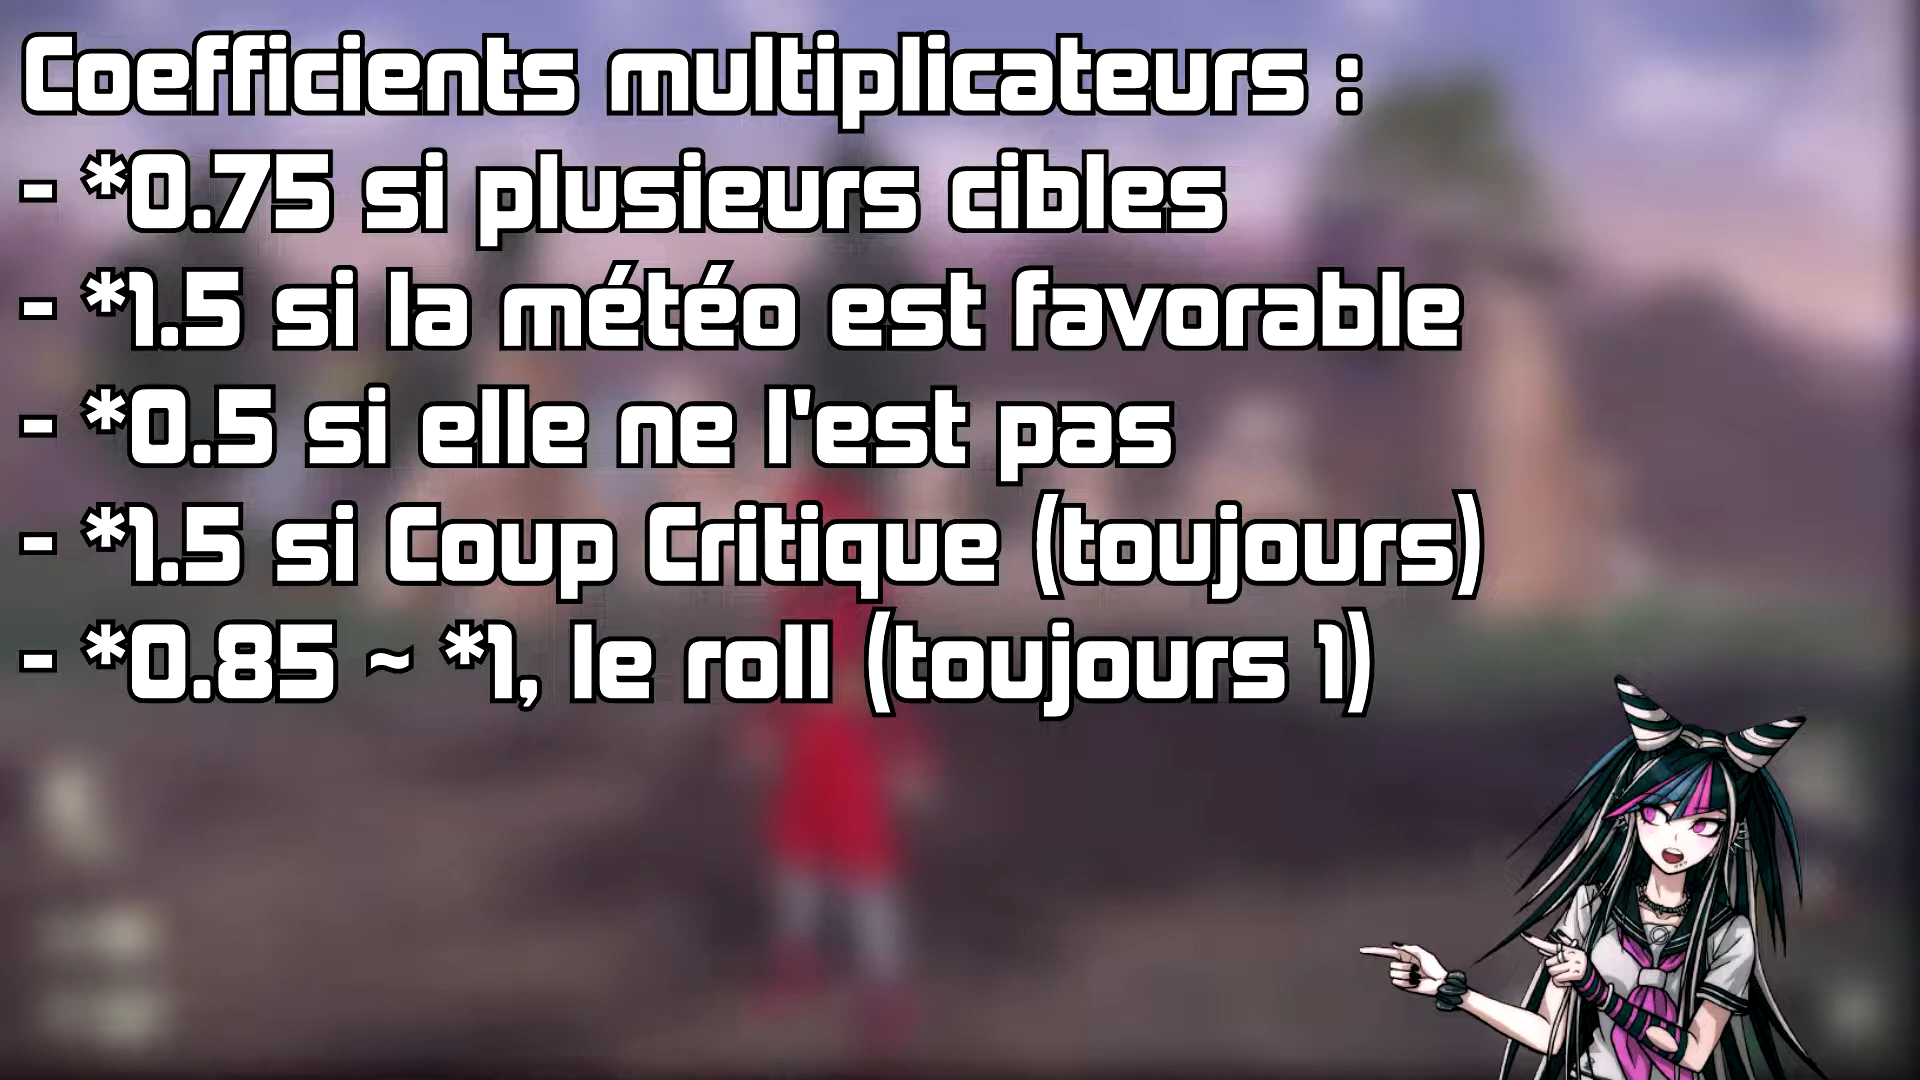 Coefficients multiplicateurs :
- *0.75 si plusieurs cibles
- *1.5 si la météo est favorable
- *0.5 si elle ne l'est pas
- *1.5 si Coup Critique (toujours)
- *0.85 ~ *1, le roll (toujours 1)